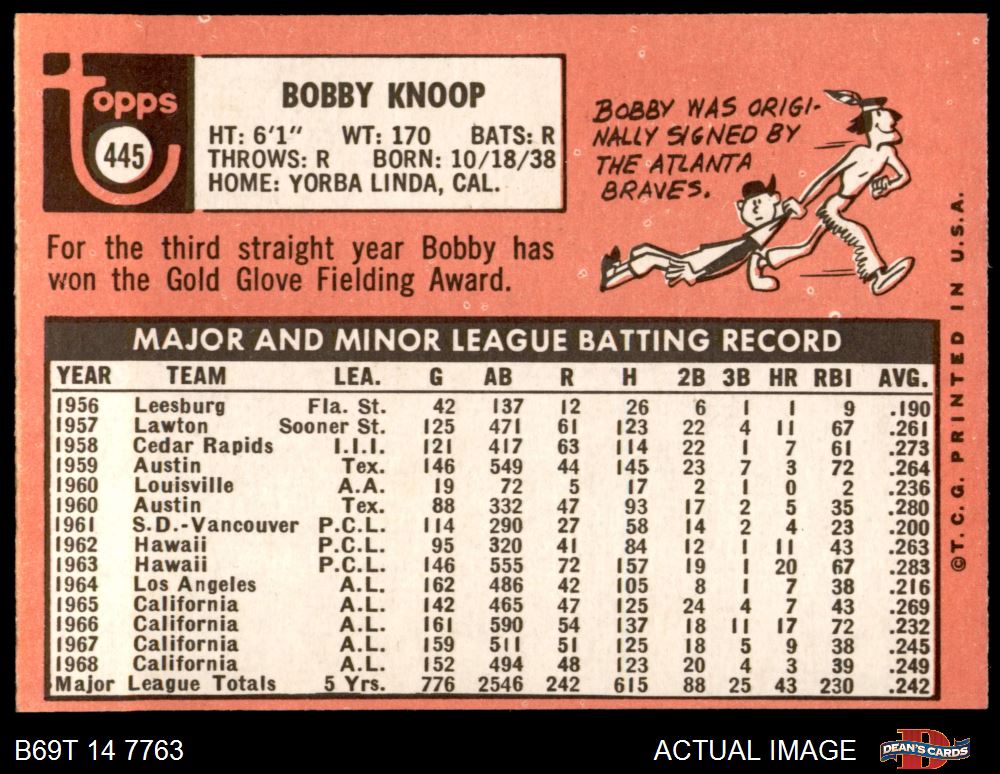 topps
445
BOBBY KNOOP
HT: 6'1" WT: 170 BATS: R
THROWS: R BORN: 10/18/38
HOME: YORBA LINDA, CAL.
BOBBY WAS ORIGI-
NALLY SIGNED BY
THE ATLANTA
BRAVES.
For the third straight year Bobby has
won the Gold Glove Fielding Award.
MAJOR AND MINOR LEAGUE BATTING RECORD
YEAR TEAM LEA. G AB R H 2B 3B HR RBI AVG.
1956 Leesburg Fla. St. 42 137 12 26 6 1 1 9 .190
1957 Lawton Sooner St. 125 471 61 123 22 4 11 67 .261
1958 Cedar Rapids I.I.I. 121 417 63 114 22 1 7 61 .273
1959 Austin Tex. 146 549 44 145 23 7 3 72 .264
1960 Louisville A.A. 19 72 5 17 2 1 0 2 .236
1960 Austin Tex. 88 332 47 93 17 2 5 35 .280
1961 S.D.-Vancouver P.C.L. 114 290 27 58 14 2 4 23 .200
1962 Hawaii P.C.L. 95 320 41 84 12 1 11 43 .263
1963 Hawaii P.C.L. 146 555 72 157 19 1 20 67 .283
1964 Los Angeles A.L. 162 486 42 105 8 1 7 38 .216
1965 California A.L. 142 465 47 125 24 4 7 43 .269
1966 California A.L. 161 590 54 137 18 11 17 72 .232
1967 California A.L. 159 511 51 125 18 5 9 38 .245
1968 California A.L. 152 494 48 123 20 4 3 39 .249
Major League Totals 5 Yrs. 776 2546 242 615 88 25 43 230 .242
©T.C.G. PRINTED IN U.S.A.
B69T 14 7763
ACTUAL IMAGE
DEAN'S CARDS